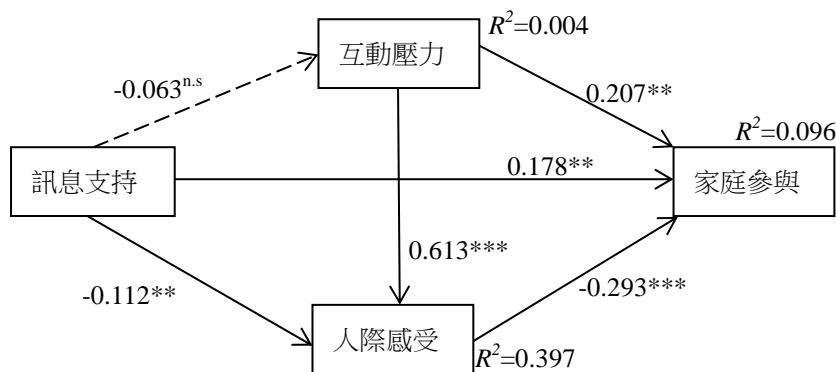 R²=0.004
互動壓力
-0.063ⁿ·ˢ
0.207**
R²=0.096
訊息支持
0.178**
家庭參與
0.613***
-0.112**
-0.293***
人際感受
R²=0.397